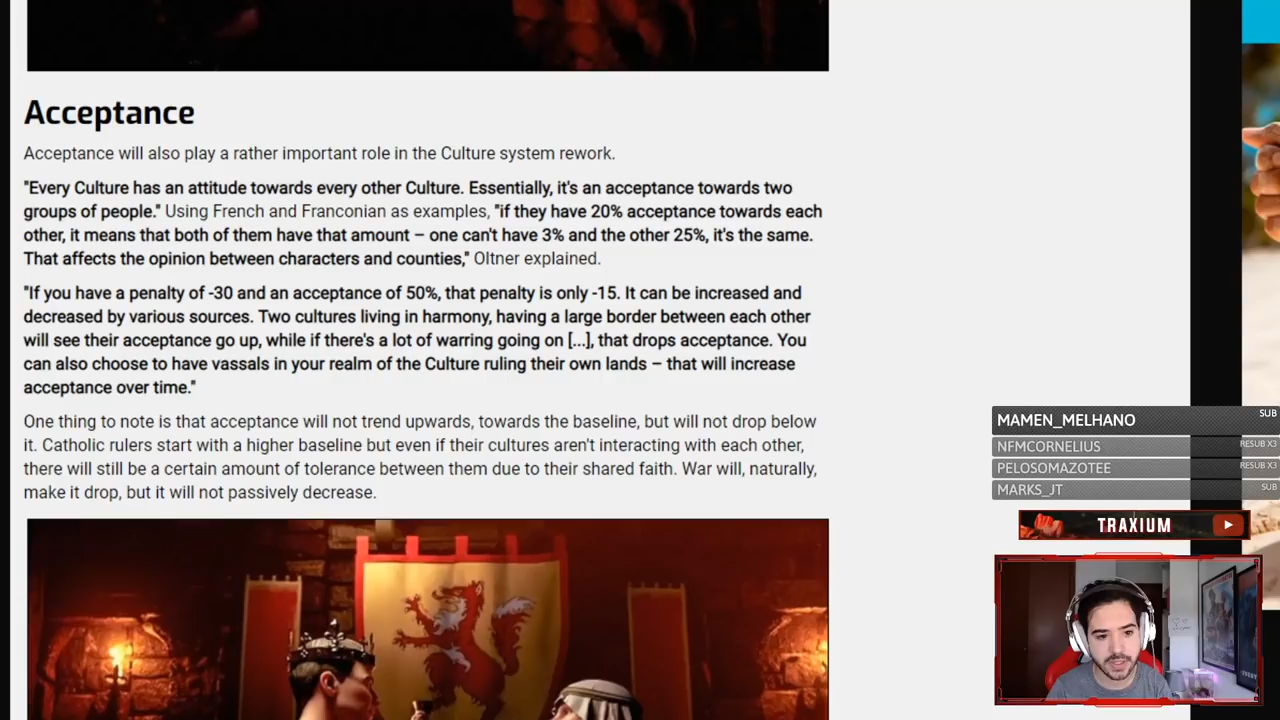 Acceptance
Acceptance will also play a rather important role in the Culture system rework.
"Every Culture has an attitude towards every other Culture. Essentially, it's an acceptance towards two
groups of people." Using French and Franconian as examples, "if they have 20% acceptance towards each
other, it means that both of them have that amount – one can't have 3% and the other 25%, it's the same.
That affects the opinion between characters and counties," Oltner explained.
"If you have a penalty of -30 and an acceptance of 50%, that penalty is only -15. It can be increased and
decreased by various sources. Two cultures living in harmony, having a large border between each other
will see their acceptance go up, while if there's a lot of warring going on [...], that drops acceptance. You
can also choose to have vassals in your realm of the Culture ruling their own lands – that will increase
acceptance over time."
One thing to note is that acceptance will not trend upwards, towards the baseline, but will not drop below
it. Catholic rulers start with a higher baseline but even if their cultures aren't interacting with each other,
there will still be a certain amount of tolerance between them due to their shared faith. War will, naturally,
make it drop, but it will not passively decrease.
MAMEN_MELHANO SUB
NFMCORNELIUS RESUB X3
PELOSOMAZOTEE RESUB X3
MARKS_JT SUB
TRAXIUM